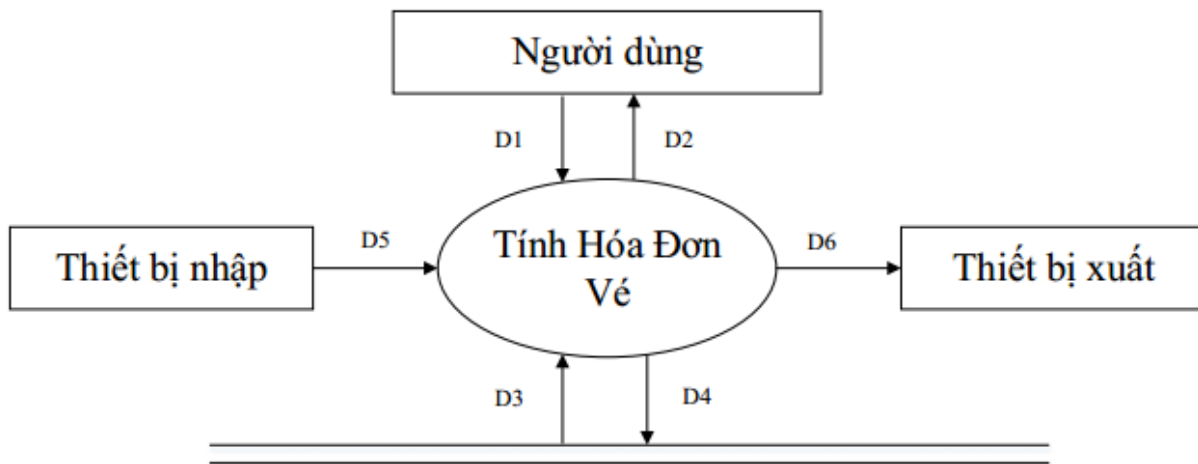 Người dùng
D1
D2
Thiết bị nhập
D5
Tính Hóa Đơn
Vé
D6
Thiết bị xuất
D3
D4